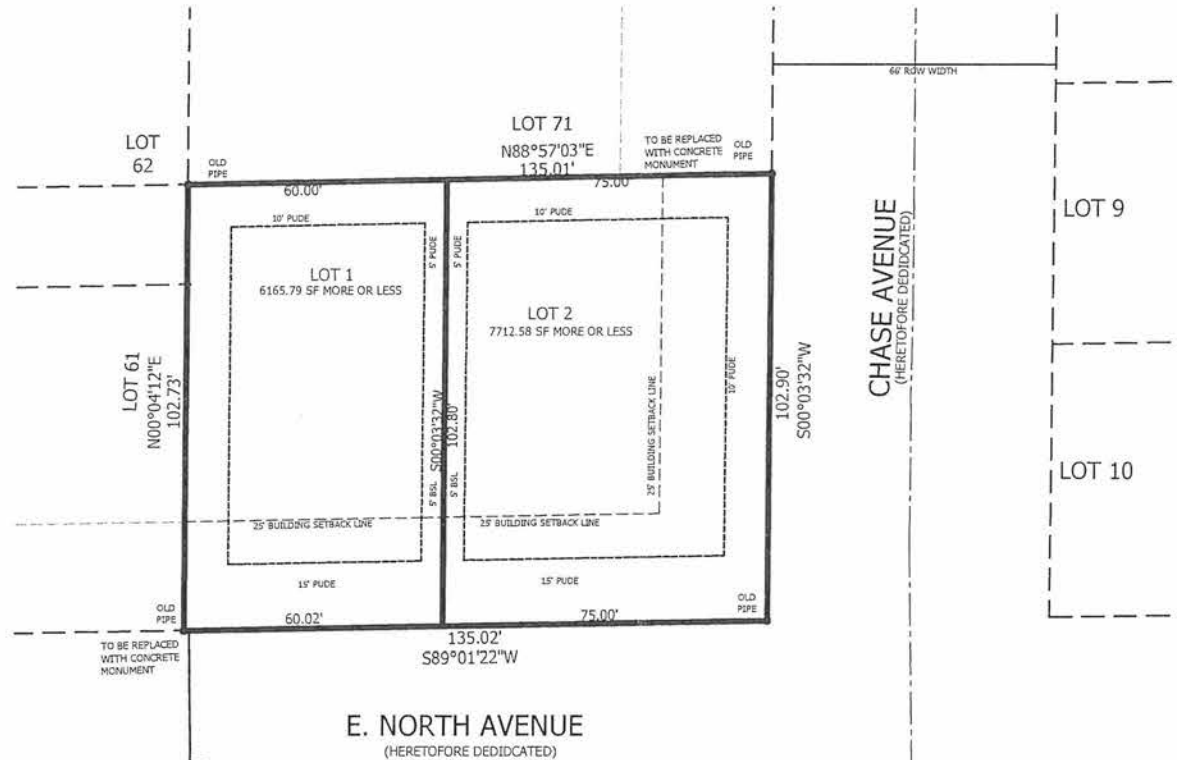 66' ROW WIDTH
LOT 71
N88°57'03"E
135.01'
TO BE REPLACED
WITH CONCRETE
MONUMENT
OLD
PIPE
LOT
62
OLD
PIPE
60.00'
75.00'
10' PUDE
10' PUDE
LOT 9
5' PUDE
5' PUDE
LOT 1
6165.79 SF MORE OR LESS
LOT 2
7712.58 SF MORE OR LESS
CHASE AVENUE
(HERETOFORE DEDIDCATED)
LOT 61
N00°04'12"E
102.73'
S00°03'32"W
102.80'
10' PUDE
102.90'
S00°03'32"W
25' BUILDING SETBACK LINE
LOT 10
5' BSL
5' BSL
25' BUILDING SETBACK LINE
25' BUILDING SETBACK LINE
15' PUDE
15' PUDE
OLD
PIPE
OLD
PIPE
60.02'
75.00'
135.02'
S89°01'22"W
TO BE REPLACED
WITH CONCRETE
MONUMENT
E. NORTH AVENUE
(HERETOFORE DEDIDCATED)